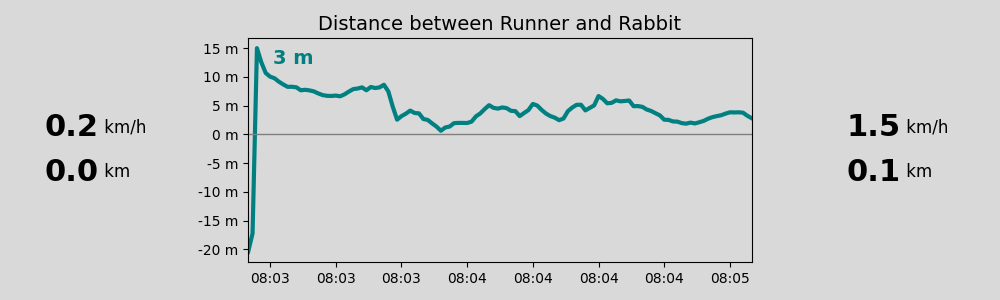 Distance between Runner and Rabbit
15 m
3 m
10 m
5 m
0 m
-5 m
-10 m
-15 m
-20 m
08:03 08:03 08:03 08:04 08:04 08:04 08:04 08:05
0.2 km/h
0.0 km
1.5 km/h
0.1 km